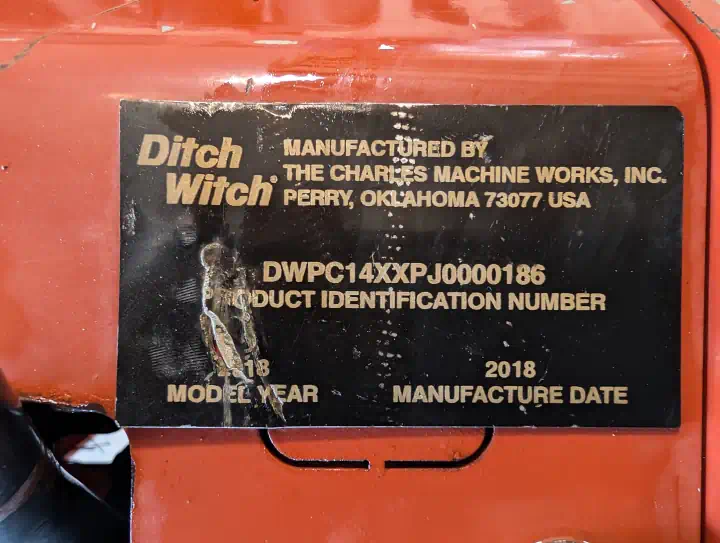 Ditch Witch®
MANUFACTURED BY
THE CHARLES MACHINE WORKS, INC.
PERRY, OKLAHOMA 73077 USA
DWPC14XXPJ0000186
PRODUCT IDENTIFICATION NUMBER
2018 2018
MODEL YEAR MANUFACTURE DATE